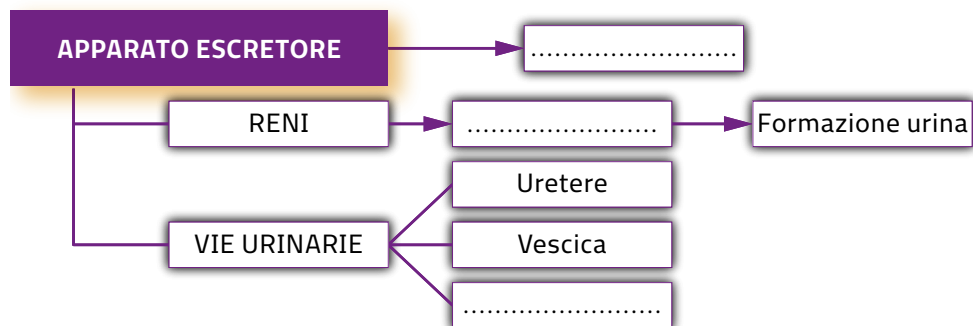 APPARATO ESCRETORE
...........................
RENI
.........................
Formazione urina
Uretere
VIE URINARIE
Vescica
..........................